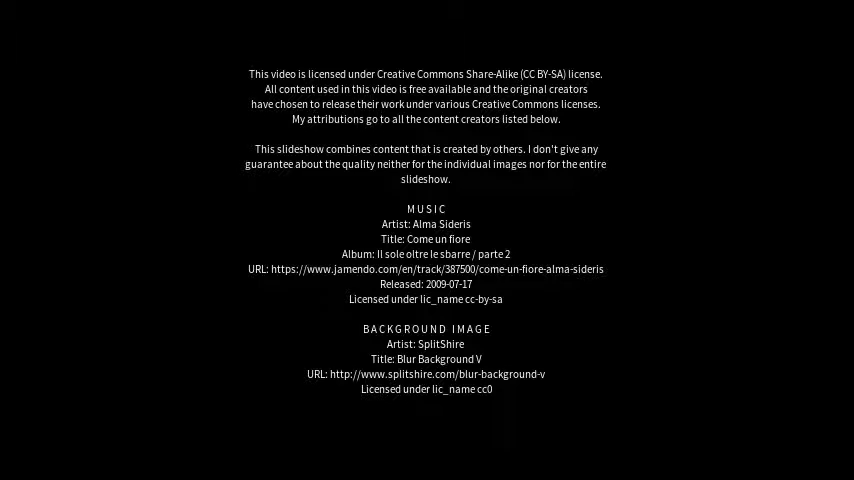 This video is licensed under Creative Commons Share-Alike (CC BY-SA) license.
All content used in this video is free available and the original creators
have chosen to release their work under various Creative Commons licenses.
My attributions go to all the content creators listed below.
This slideshow combines content that is created by others. I don't give any
guarantee about the quality neither for the individual images nor for the entire
slideshow.
MUSIC
Artist: Alma Sideris
Title: Come un fiore
Album: Il sole oltre le sbarre / parte 2
URL: https://www.jamendo.com/en/track/387500/come-un-fiore-alma-sideris
Released: 2009-07-17
Licensed under lic_name cc-by-sa
BACKGROUND IMAGE
Artist: SplitShire
Title: Blur Background V
URL: http://www.splitshire.com/blur-background-v
Licensed under lic_name cc0